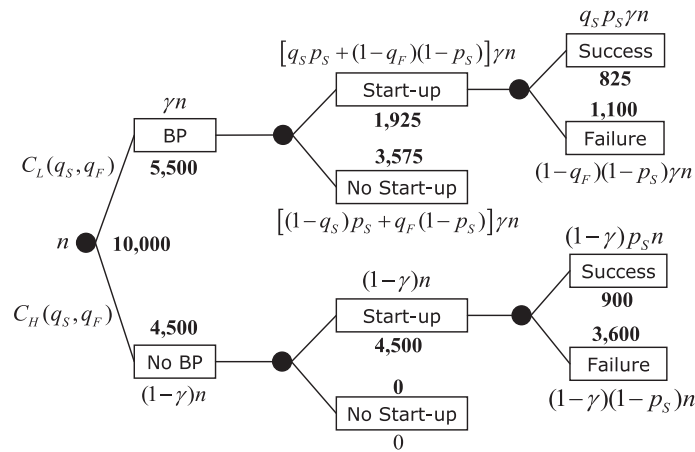 q_S p_S γn
[q_S p_S + (1-q_F)(1-p_S)]γn
Success
γn
Start-up
825
BP
1,925
1,100
C_L(q_S, q_F)
5,500
3,575
Failure
No Start-up
(1-q_F)(1-p_S)γn
[(1-q_S)p_S + q_F(1-p_S)]γn
n
10,000
(1-γ)p_S n
(1-γ)n
Success
C_H(q_S, q_F)
4,500
Start-up
900
No BP
4,500
3,600
(1-γ)n
0
Failure
No Start-up
(1-γ)(1-p_S)n
0